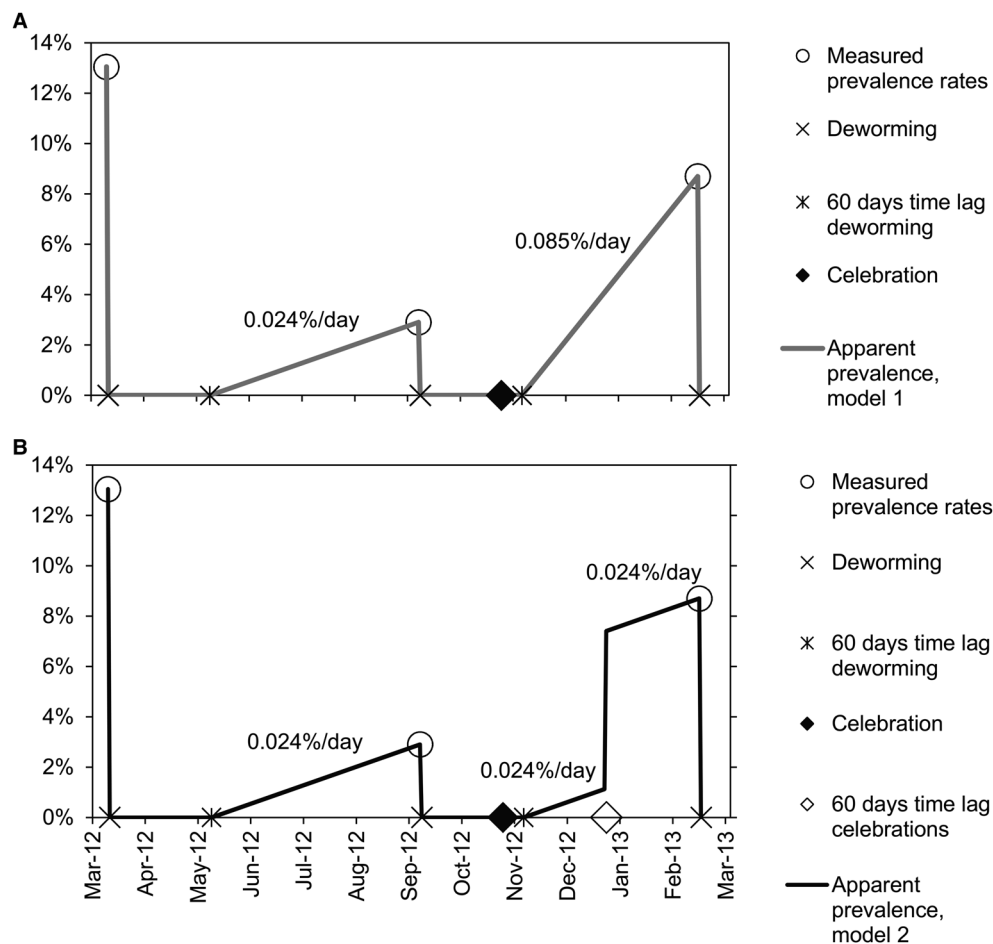 A
14%
12%
10%
8%
6%
4%
2%
0%
0.024%/day
0.085%/day
Measured
prevalence rates
Deworming
60 days time lag
deworming
Celebration
Apparent
prevalence,
model 1
B
14%
12%
10%
8%
6%
4%
2%
0%
0.024%/day
0.024%/day
0.024%/day
Mar-12
Apr-12
May-12
Jun-12
Jul-12
Aug-12
Sep-12
Oct-12
Nov-12
Dec-12
Jan-13
Feb-13
Mar-13
Measured
prevalence rates
Deworming
60 days time lag
deworming
Celebration
60 days time lag
celebrations
Apparent
prevalence,
model 2